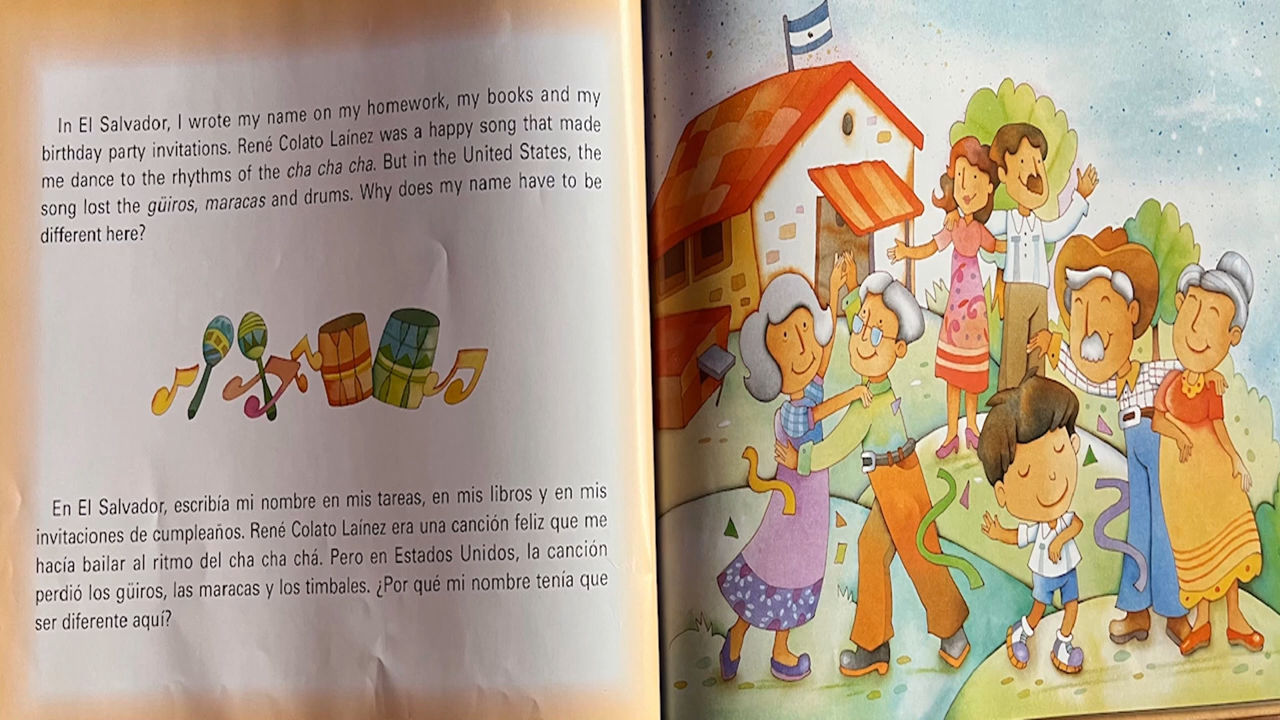 In El Salvador, I wrote my name on my homework, my books and my
birthday party invitations. René Colato Laínez was a happy song that made
me dance to the rhythms of the cha cha cha. But in the United States, the
song lost the güiros, maracas and drums. Why does my name have to be
different here?
En El Salvador, escribía mi nombre en mis tareas, en mis libros y en mis
invitaciones de cumpleaños. René Colato Laínez era una canción feliz que me
hacía bailar al ritmo del cha cha chá. Pero en Estados Unidos, la canción
perdió los güiros, las maracas y los timbales. ¿Por qué mi nombre tenía que
ser diferente aquí?